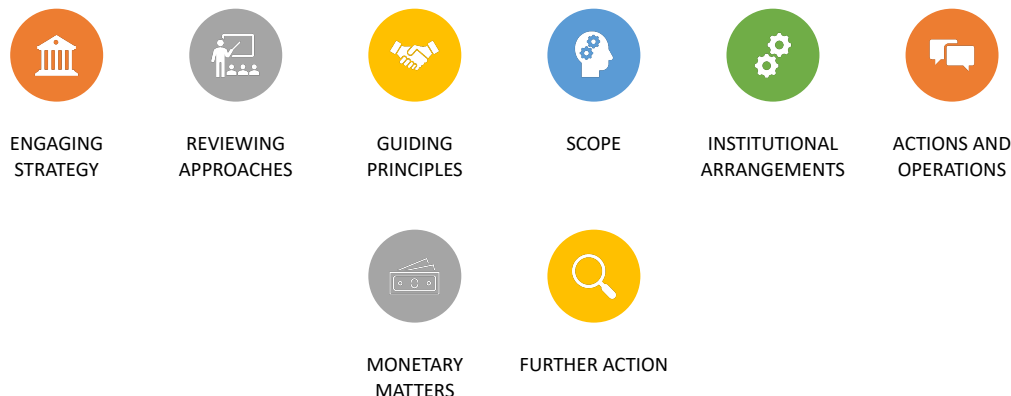 ENGAGING
STRATEGY
REVIEWING
APPROACHES
GUIDING
PRINCIPLES
SCOPE
INSTITUTIONAL
ARRANGEMENTS
ACTIONS AND
OPERATIONS
MONETARY
MATTERS
FURTHER ACTION